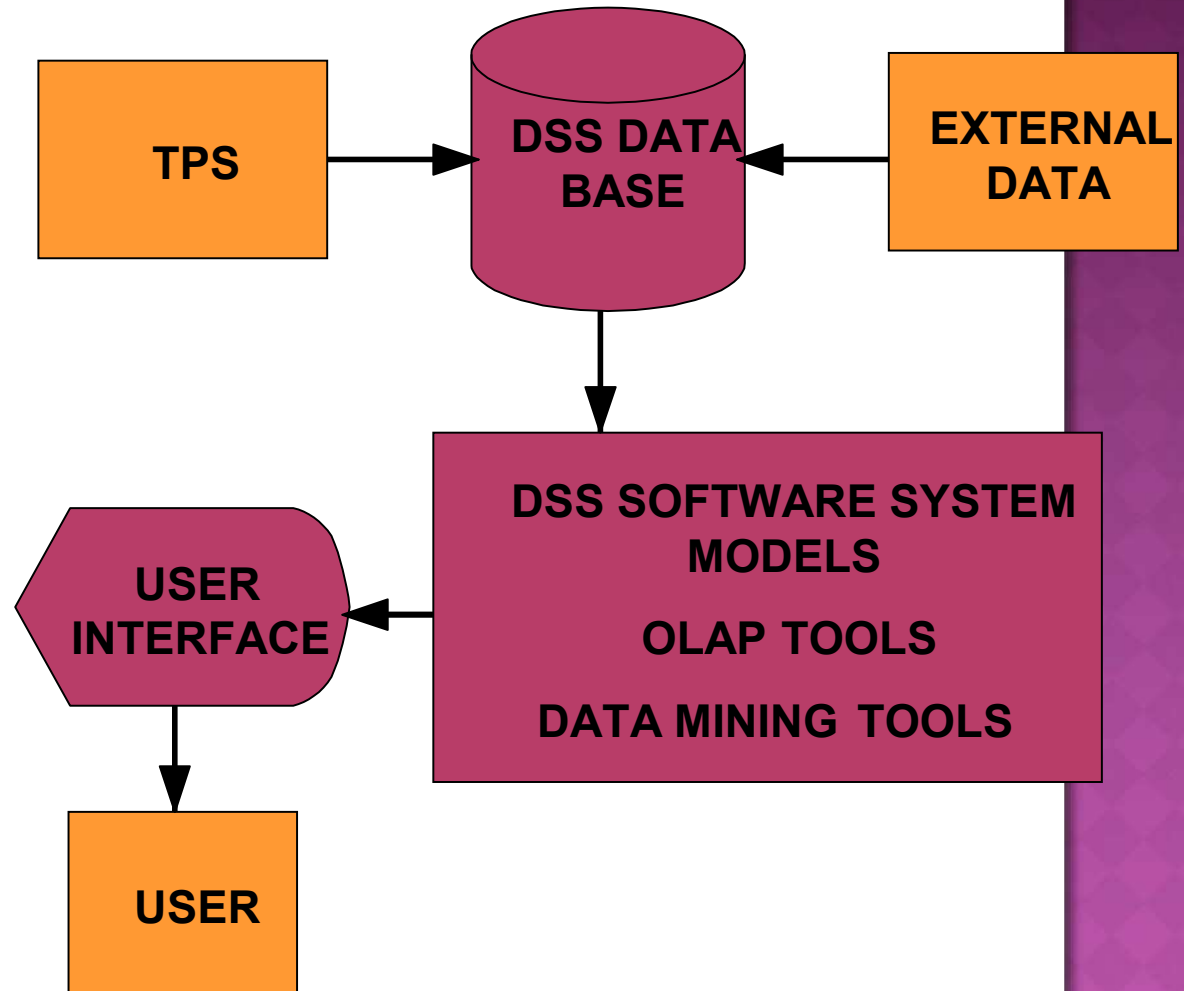 TPS
DSS DATA
BASE
EXTERNAL
DATA
DSS SOFTWARE SYSTEM
MODELS
OLAP TOOLS
DATA MINING TOOLS
USER
INTERFACE
USER